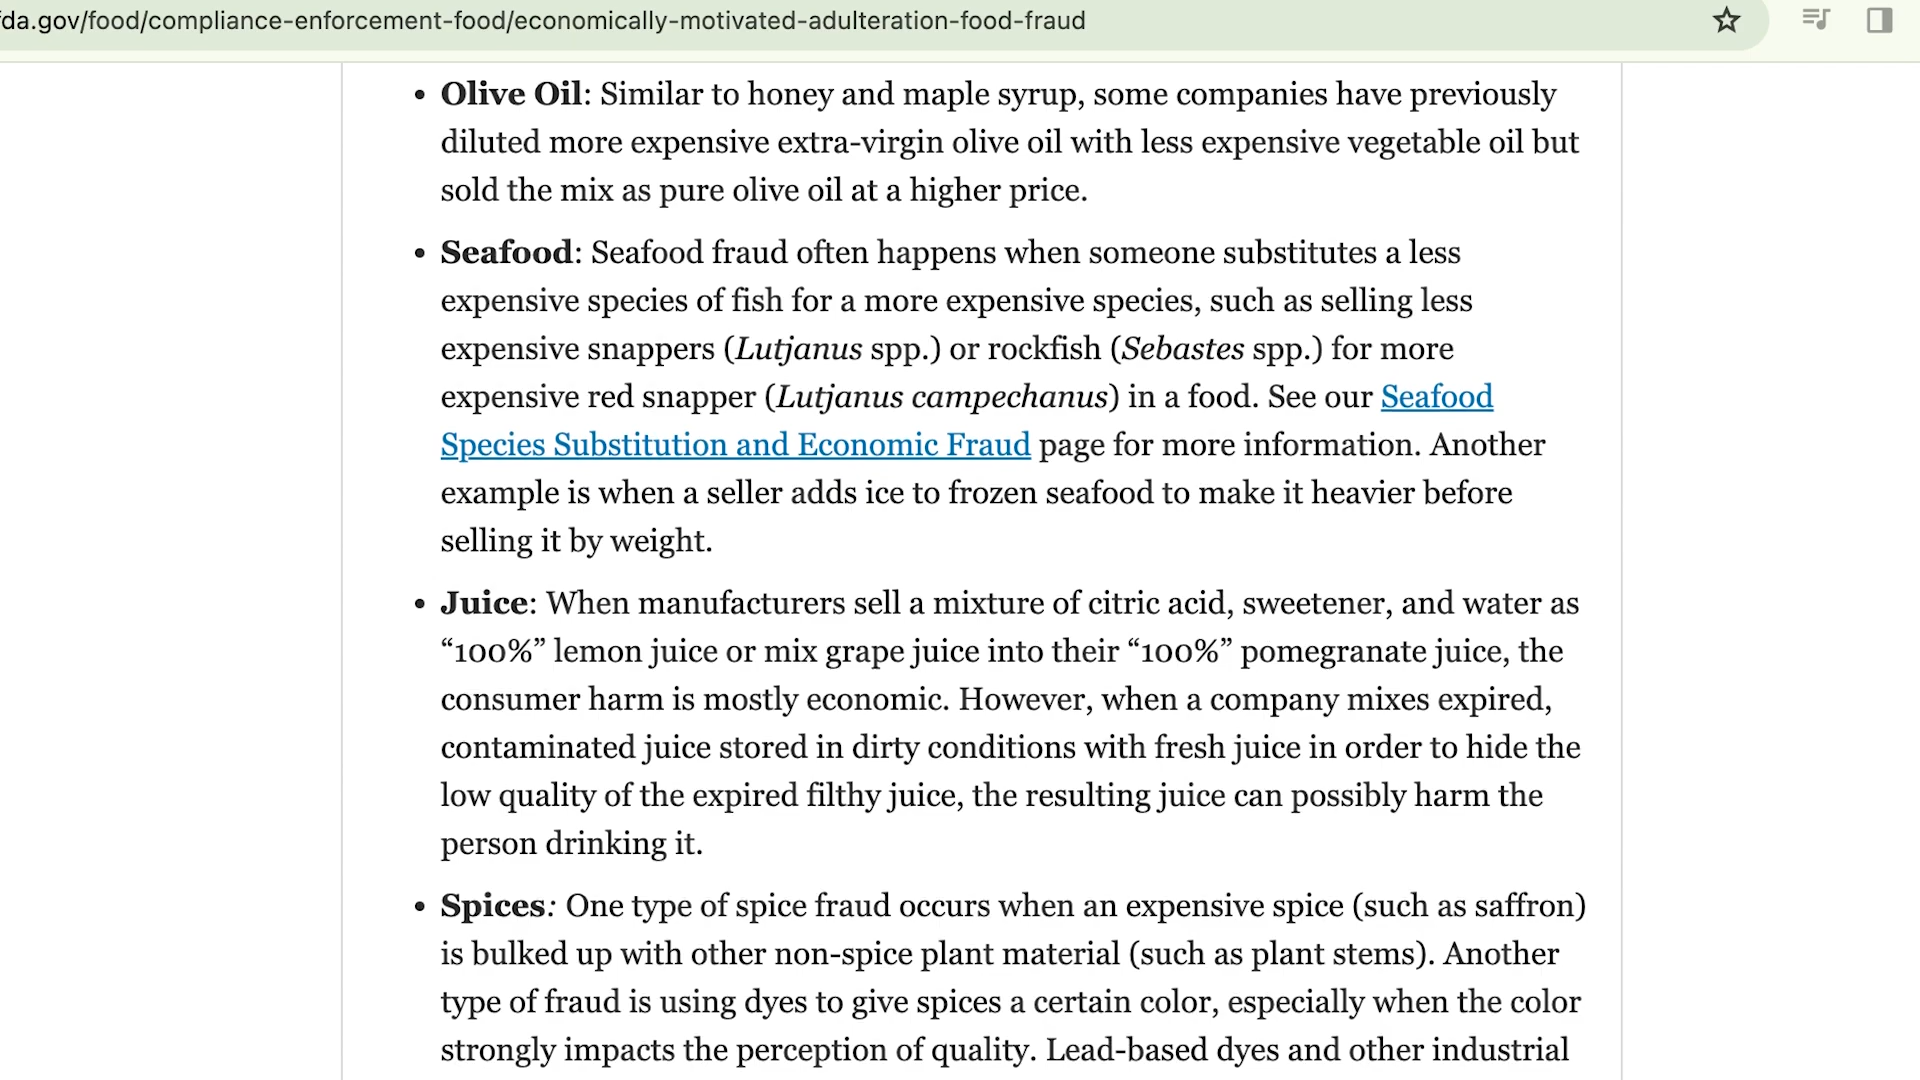 da.gov/food/compliance-enforcement-food/economically-motivated-adulteration-food-fraud
• Olive Oil: Similar to honey and maple syrup, some companies have previously
diluted more expensive extra-virgin olive oil with less expensive vegetable oil but
sold the mix as pure olive oil at a higher price.
• Seafood: Seafood fraud often happens when someone substitutes a less
expensive species of fish for a more expensive species, such as selling less
expensive snappers (Lutjanus spp.) or rockfish (Sebastes spp.) for more
expensive red snapper (Lutjanus campechanus) in a food. See our Seafood
Species Substitution and Economic Fraud page for more information. Another
example is when a seller adds ice to frozen seafood to make it heavier before
selling it by weight.
• Juice: When manufacturers sell a mixture of citric acid, sweetener, and water as
“100%” lemon juice or mix grape juice into their “100%” pomegranate juice, the
consumer harm is mostly economic. However, when a company mixes expired,
contaminated juice stored in dirty conditions with fresh juice in order to hide the
low quality of the expired filthy juice, the resulting juice can possibly harm the
person drinking it.
• Spices: One type of spice fraud occurs when an expensive spice (such as saffron)
is bulked up with other non-spice plant material (such as plant stems). Another
type of fraud is using dyes to give spices a certain color, especially when the color
strongly impacts the perception of quality. Lead-based dyes and other industrial